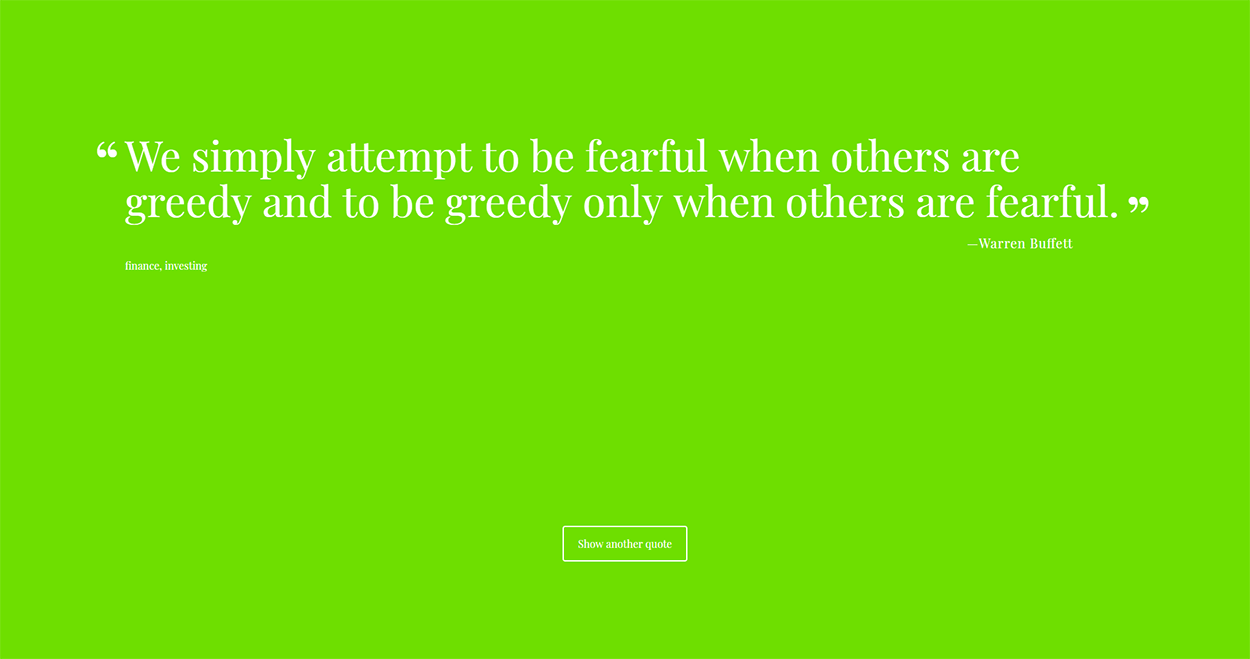 “We simply attempt to be fearful when others are
greedy and to be greedy only when others are fearful.”
—Warren Buffett
finance, investing
Show another quote